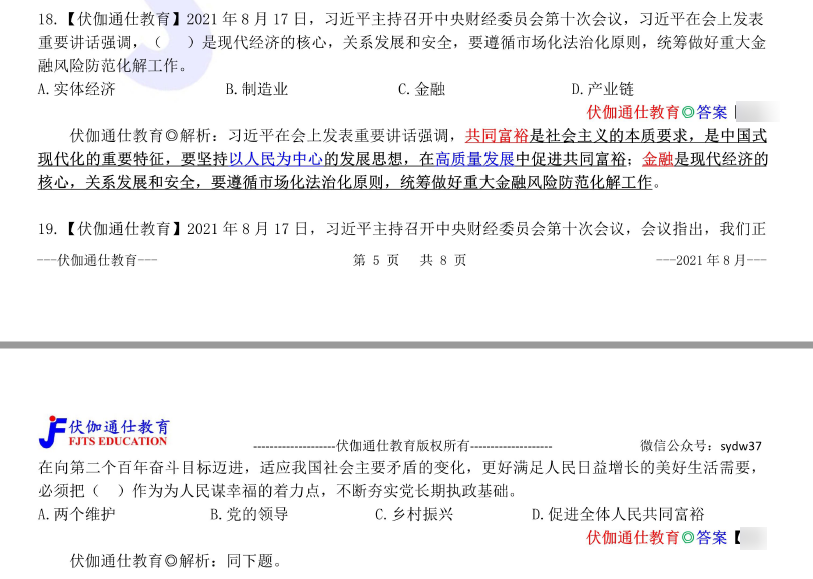 18.【伏伽通仕教育】2021 年 8 月 17 日，习近平主持召开中央财经委员会第十次会议，习近平在会上发表
重要讲话强调，（　　）是现代经济的核心，关系发展和安全，要遵循市场化法治化原则，统筹做好重大金
融风险防范化解工作。
A.实体经济 B.制造业 C.金融 D.产业链
伏伽通仕教育◎答案
伏伽通仕教育◎解析：习近平在会上发表重要讲话强调，共同富裕是社会主义的本质要求，是中国式
现代化的重要特征，要坚持以人民为中心的发展思想，在高质量发展中促进共同富裕；金融是现代经济的
核心，关系发展和安全，要遵循市场化法治化原则，统筹做好重大金融风险防范化解工作。
19.【伏伽通仕教育】2021 年 8 月 17 日，习近平主持召开中央财经委员会第十次会议，会议指出，我们正
---伏伽通仕教育--- 第 5 页 共 8 页 ---2021 年 8 月---
JF 伏伽通仕教育
FJTS EDUCATION
--------------------伏伽通仕教育版权所有-------------------- 微信公众号：sydw37
在向第二个百年奋斗目标迈进，适应我国社会主要矛盾的变化，更好满足人民日益增长的美好生活需要，
必须把（　）作为为人民谋幸福的着力点，不断夯实党长期执政基础。
A.两个维护 B.党的领导 C.乡村振兴 D.促进全体人民共同富裕
伏伽通仕教育◎答案【
伏伽通仕教育◎解析：同下题。